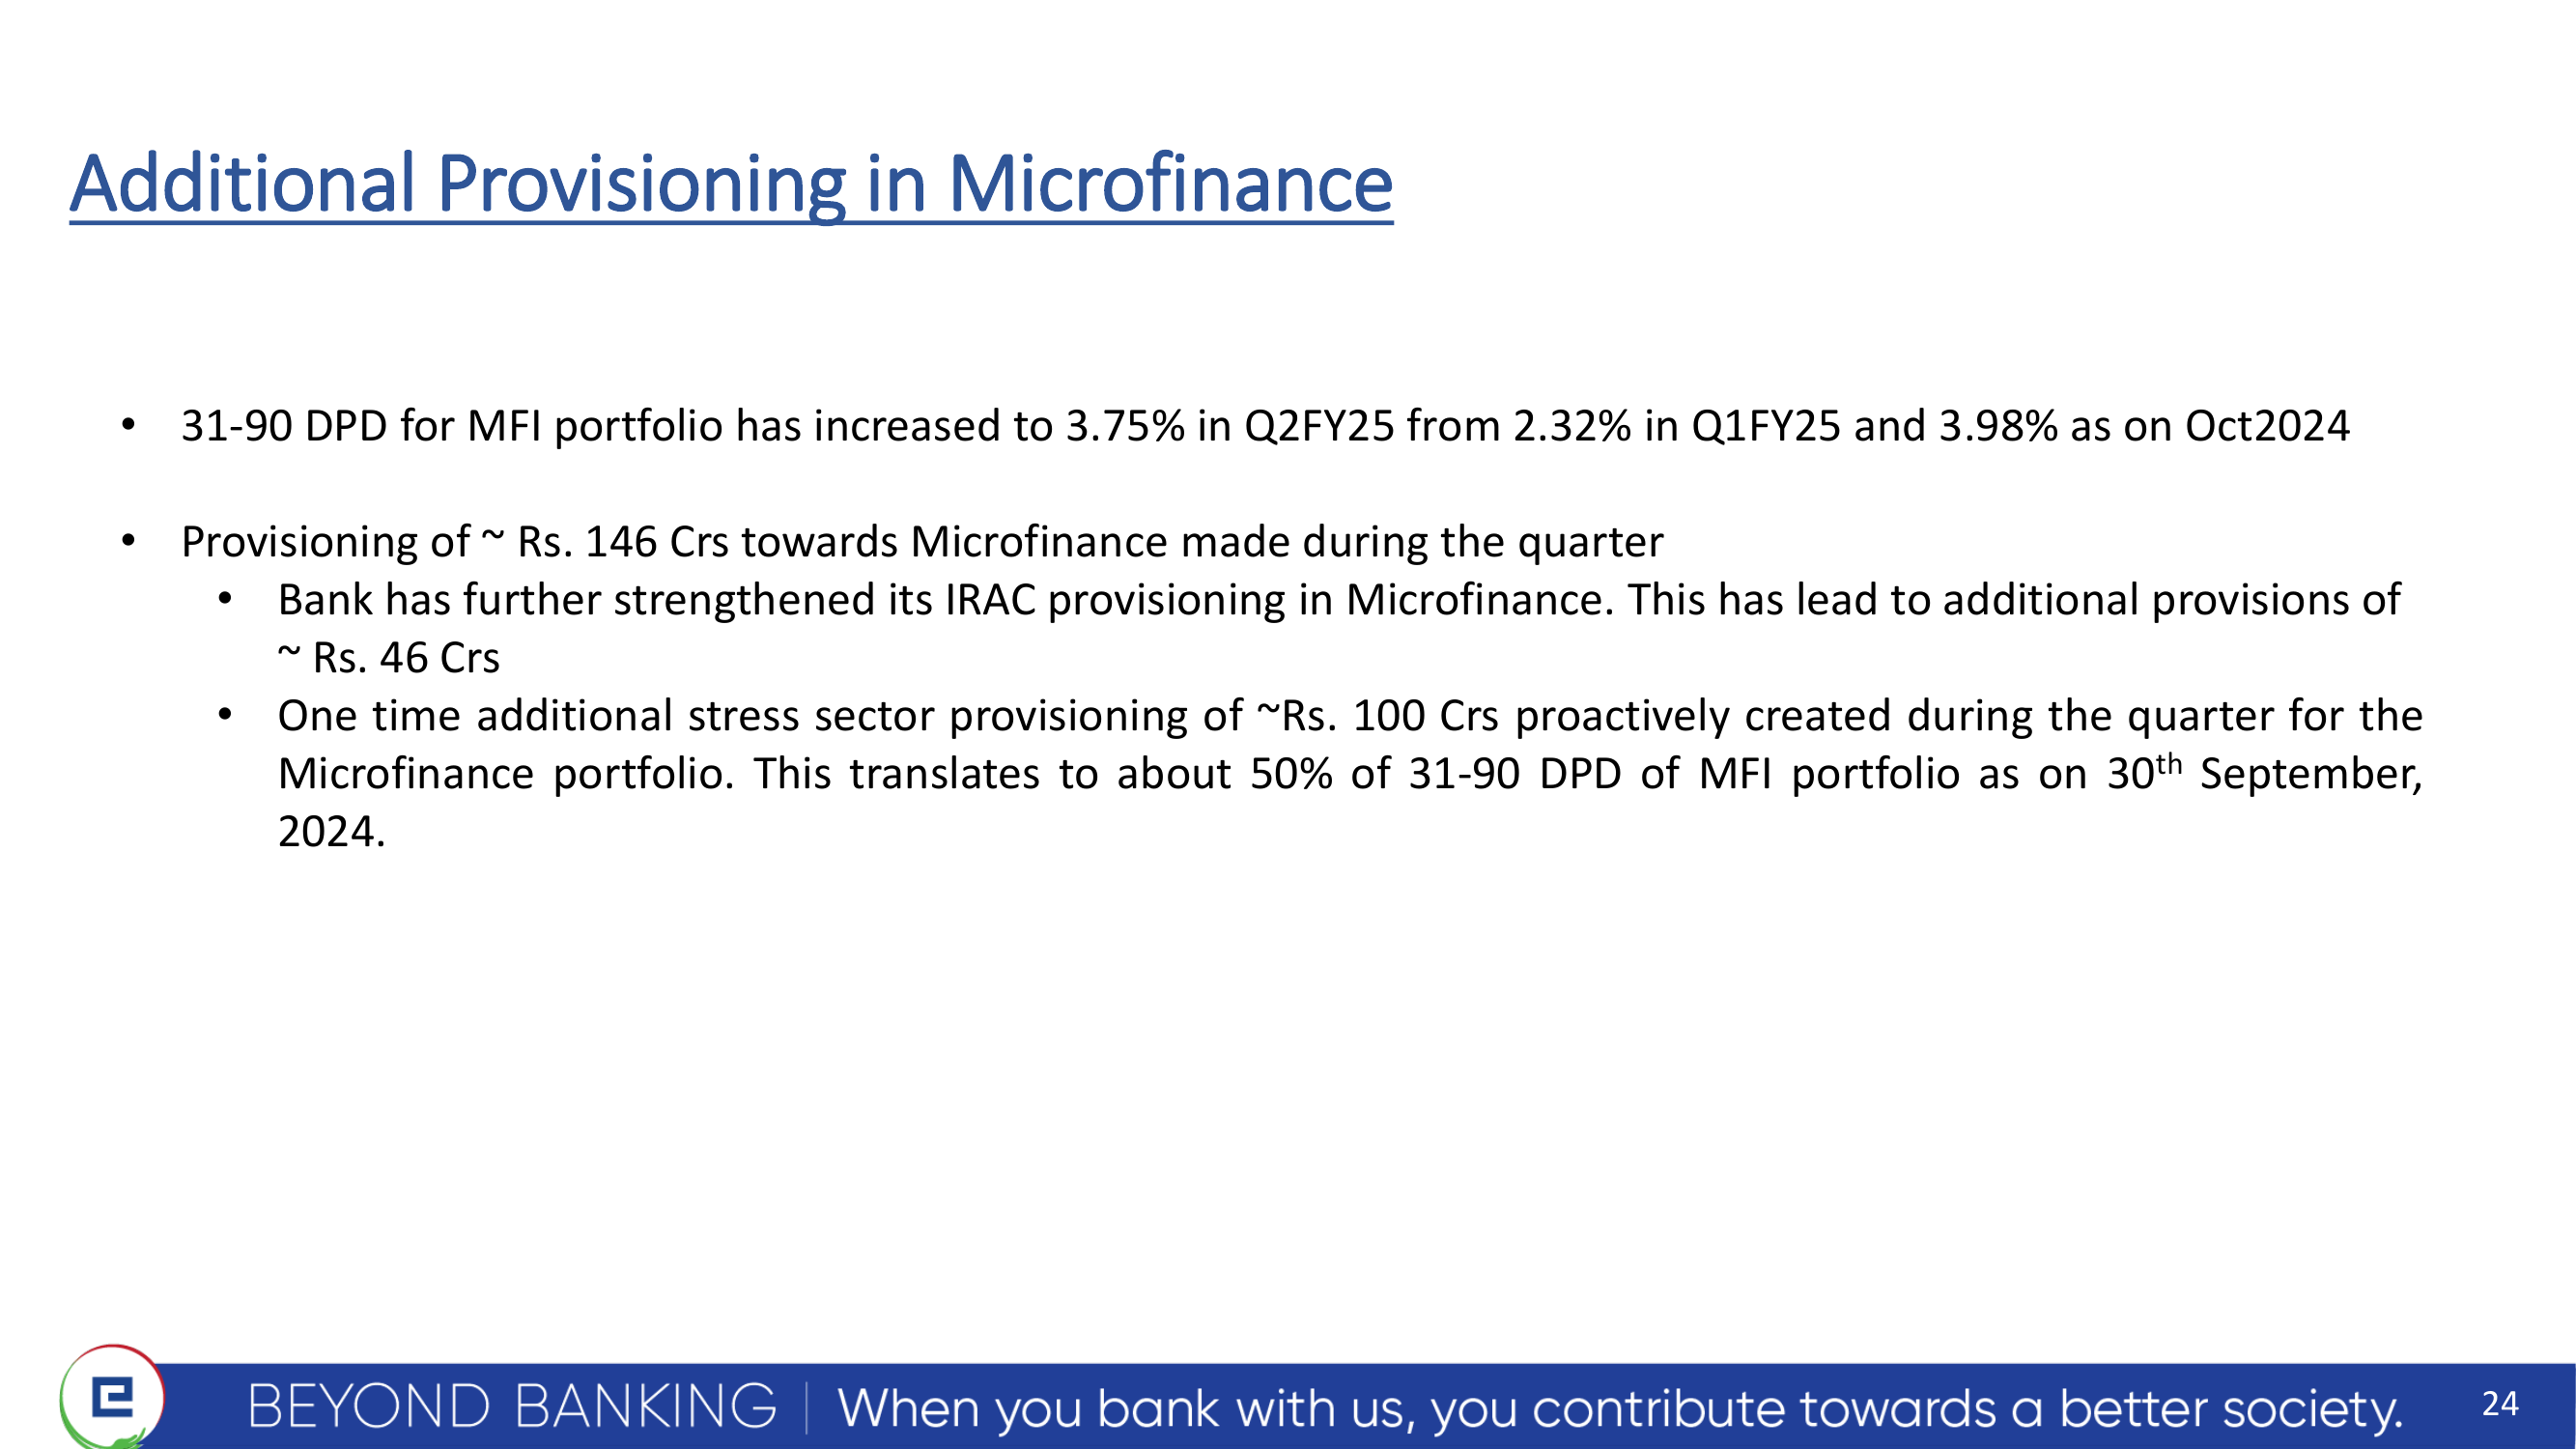 Additional Provisioning in Microfinance
• 31-90 DPD for MFI portfolio has increased to 3.75% in Q2FY25 from 2.32% in Q1FY25 and 3.98% as on Oct2024
• Provisioning of ~ Rs. 146 Crs towards Microfinance made during the quarter
• Bank has further strengthened its IRAC provisioning in Microfinance. This has lead to additional provisions of
~ Rs. 46 Crs
• One time additional stress sector provisioning of ~Rs. 100 Crs proactively created during the quarter for the
Microfinance portfolio. This translates to about 50% of 31-90 DPD of MFI portfolio as on 30th September,
2024.
BEYOND BANKING | When you bank with us, you contribute towards a better society.
24